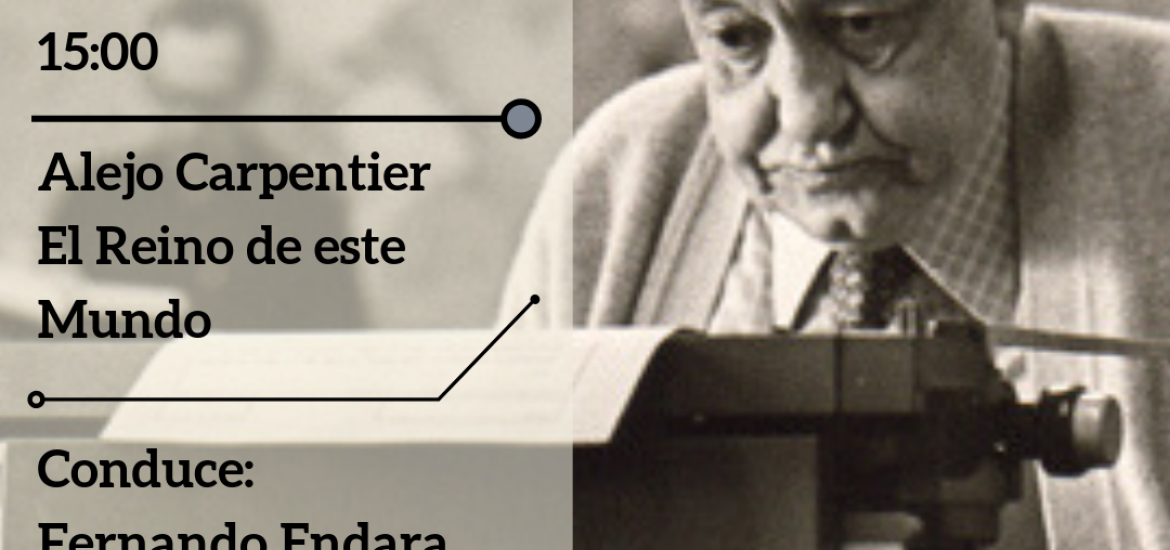 15:00
Alejo Carpentier
El Reino de este
Mundo
Conduce:
Fernando Endara